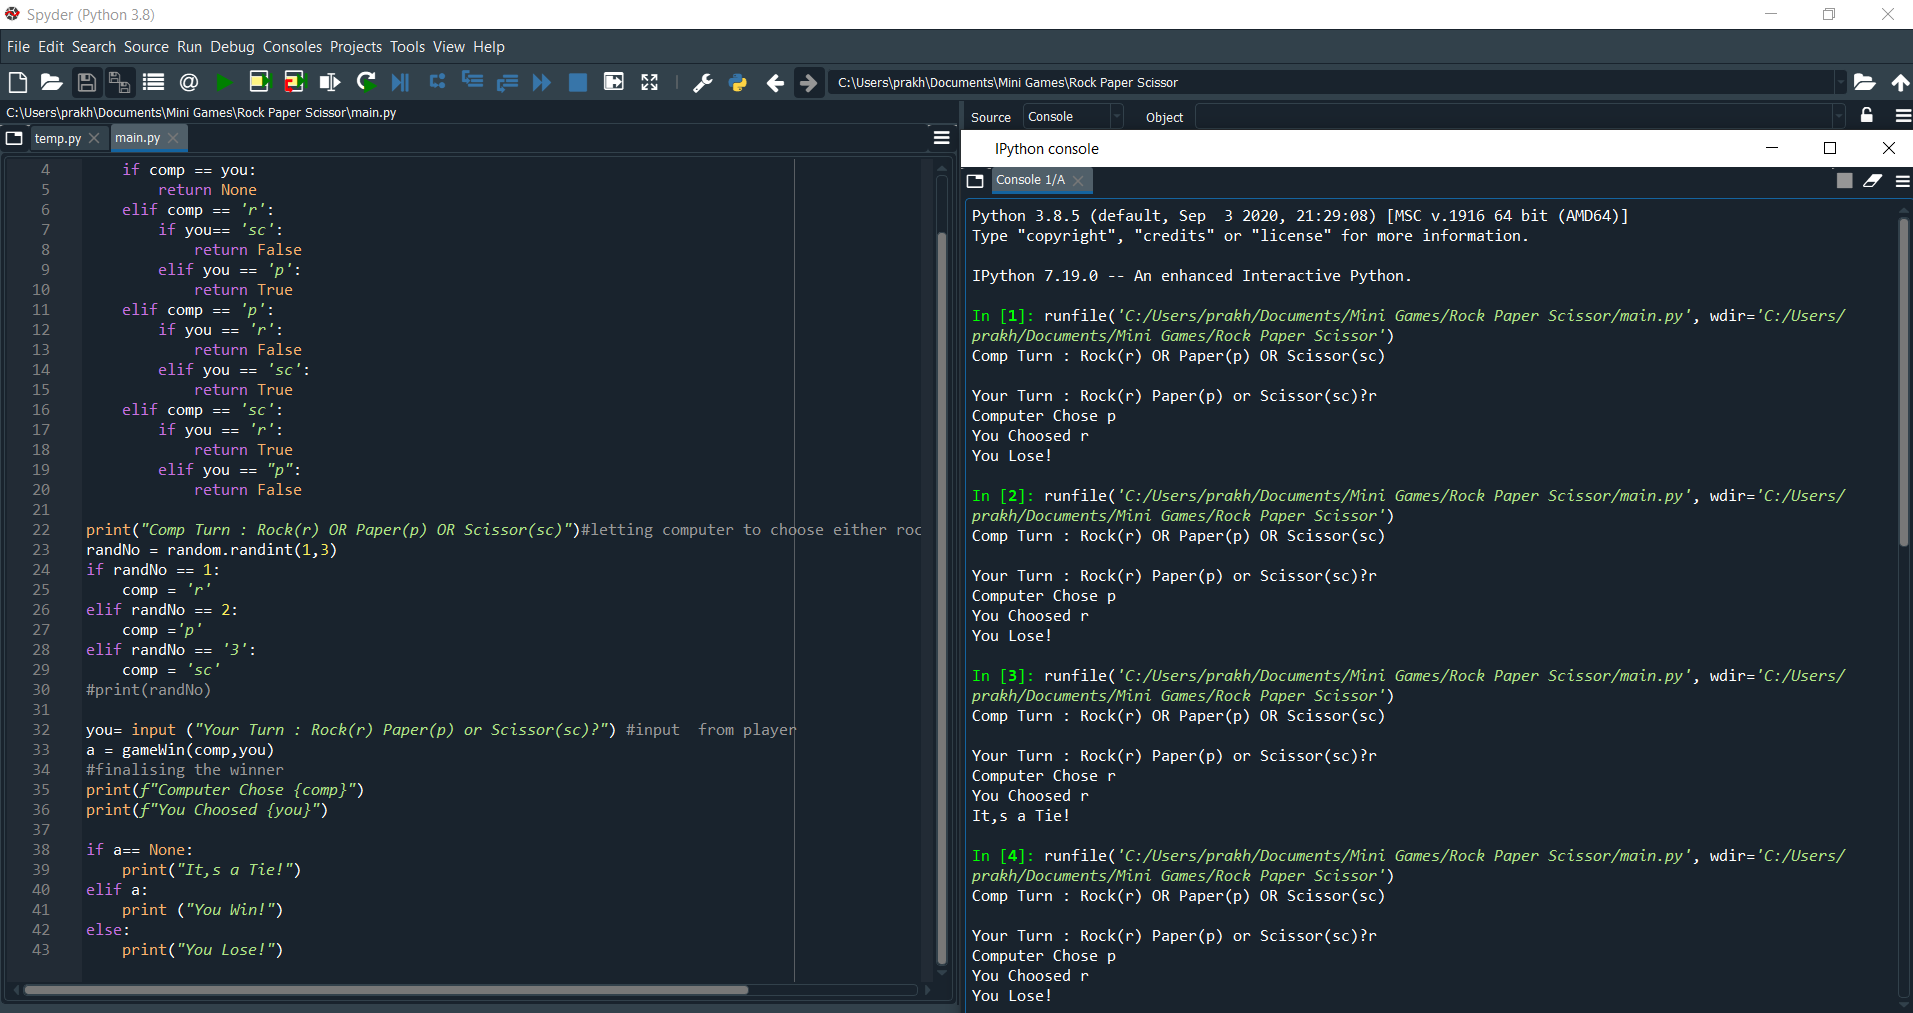 Spyder (Python 3.8)
File Edit Search Source Run Debug Consoles Projects Tools View Help
C:\Users\prakh\Documents\Mini Games\Rock Paper Scissor
C:\Users\prakh\Documents\Mini Games\Rock Paper Scissor\main.py
temp.py main.py
4 if comp == you:
5 return None
6 elif comp == 'r':
7 if you== 'sc':
8 return False
9 elif you == 'p':
10 return True
11 elif comp == 'p':
12 if you == 'r':
13 return False
14 elif you == 'sc':
15 return True
16 elif comp == 'sc':
17 if you == 'r':
18 return True
19 elif you == "p":
20 return False
21
22 print("Comp Turn : Rock(r) OR Paper(p) OR Scissor(sc)")#letting computer to choose either roc
23 randNo = random.randint(1,3)
24 if randNo == 1:
25 comp = 'r'
26 elif randNo == 2:
27 comp ='p'
28 elif randNo == '3':
29 comp = 'sc'
30 #print(randNo)
31
32 you= input ("Your Turn : Rock(r) Paper(p) or Scissor(sc)?") #input  from player
33 a = gameWin(comp,you)
34 #finalising the winner
35 print(f"Computer Chose {comp}")
36 print(f"You Choosed {you}")
37
38 if a== None:
39 print("It,s a Tie!")
40 elif a:
41 print ("You Win!")
42 else:
43 print("You Lose!")
Source Console Object
IPython console
Console 1/A
Python 3.8.5 (default, Sep  3 2020, 21:29:08) [MSC v.1916 64 bit (AMD64)]
Type "copyright", "credits" or "license" for more information.
IPython 7.19.0 -- An enhanced Interactive Python.
In [1]: runfile('C:/Users/prakh/Documents/Mini Games/Rock Paper Scissor/main.py', wdir='C:/Users/
prakh/Documents/Mini Games/Rock Paper Scissor')
Comp Turn : Rock(r) OR Paper(p) OR Scissor(sc)
Your Turn : Rock(r) Paper(p) or Scissor(sc)?r
Computer Chose p
You Choosed r
You Lose!
In [2]: runfile('C:/Users/prakh/Documents/Mini Games/Rock Paper Scissor/main.py', wdir='C:/Users/
prakh/Documents/Mini Games/Rock Paper Scissor')
Comp Turn : Rock(r) OR Paper(p) OR Scissor(sc)
Your Turn : Rock(r) Paper(p) or Scissor(sc)?r
Computer Chose p
You Choosed r
You Lose!
In [3]: runfile('C:/Users/prakh/Documents/Mini Games/Rock Paper Scissor/main.py', wdir='C:/Users/
prakh/Documents/Mini Games/Rock Paper Scissor')
Comp Turn : Rock(r) OR Paper(p) OR Scissor(sc)
Your Turn : Rock(r) Paper(p) or Scissor(sc)?r
Computer Chose r
You Choosed r
It,s a Tie!
In [4]: runfile('C:/Users/prakh/Documents/Mini Games/Rock Paper Scissor/main.py', wdir='C:/Users/
prakh/Documents/Mini Games/Rock Paper Scissor')
Comp Turn : Rock(r) OR Paper(p) OR Scissor(sc)
Your Turn : Rock(r) Paper(p) or Scissor(sc)?r
Computer Chose p
You Choosed r
You Lose!